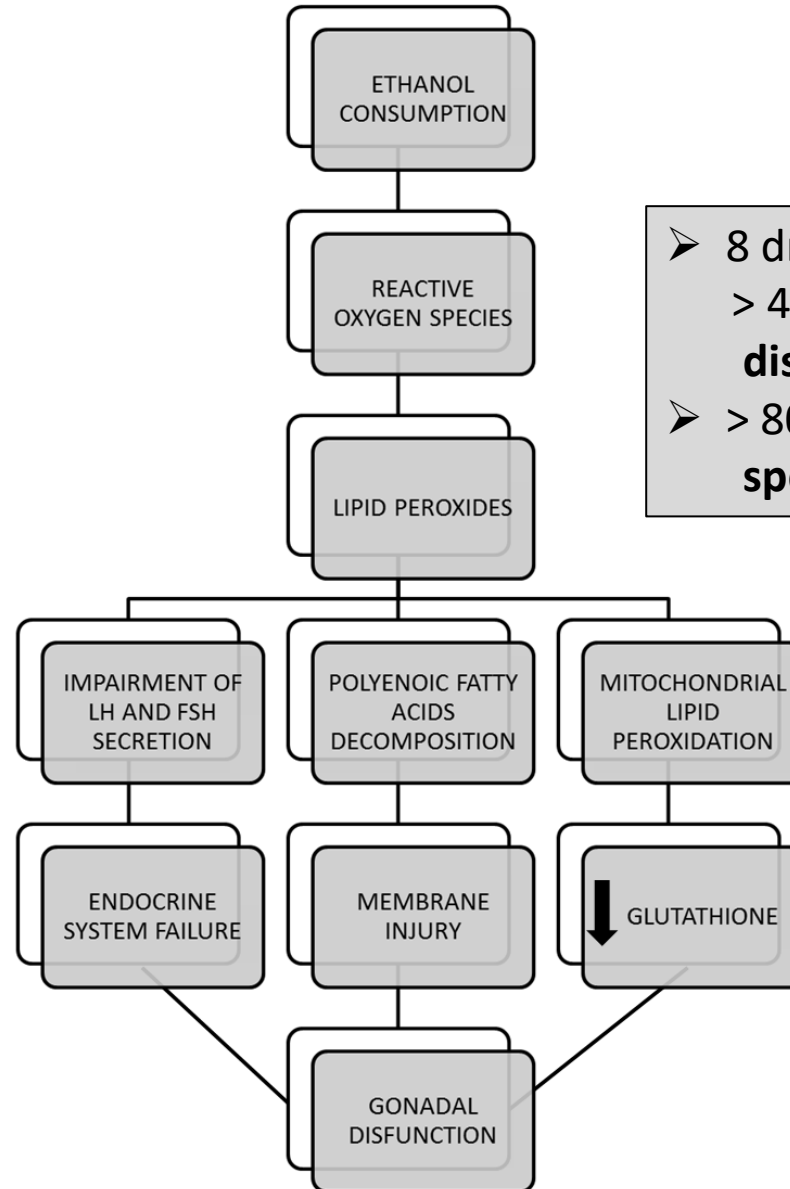 ETHANOL
CONSUMPTION
REACTIVE
OXYGEN SPECIES
➢ 8
> 4
➢ > 80
LIPID PEROXIDES
IMPAIRMENT OF
LH AND FSH
SECRETION
POLYENOIC FATTY
ACIDS
DECOMPOSITION
MITOCHONDRIAL
LIPID
PEROXIDATION
ENDOCRINE
SYSTEM FAILURE
MEMBRANE
INJURY
GLUTATHIONE
GONADAL
DISFUNCTION